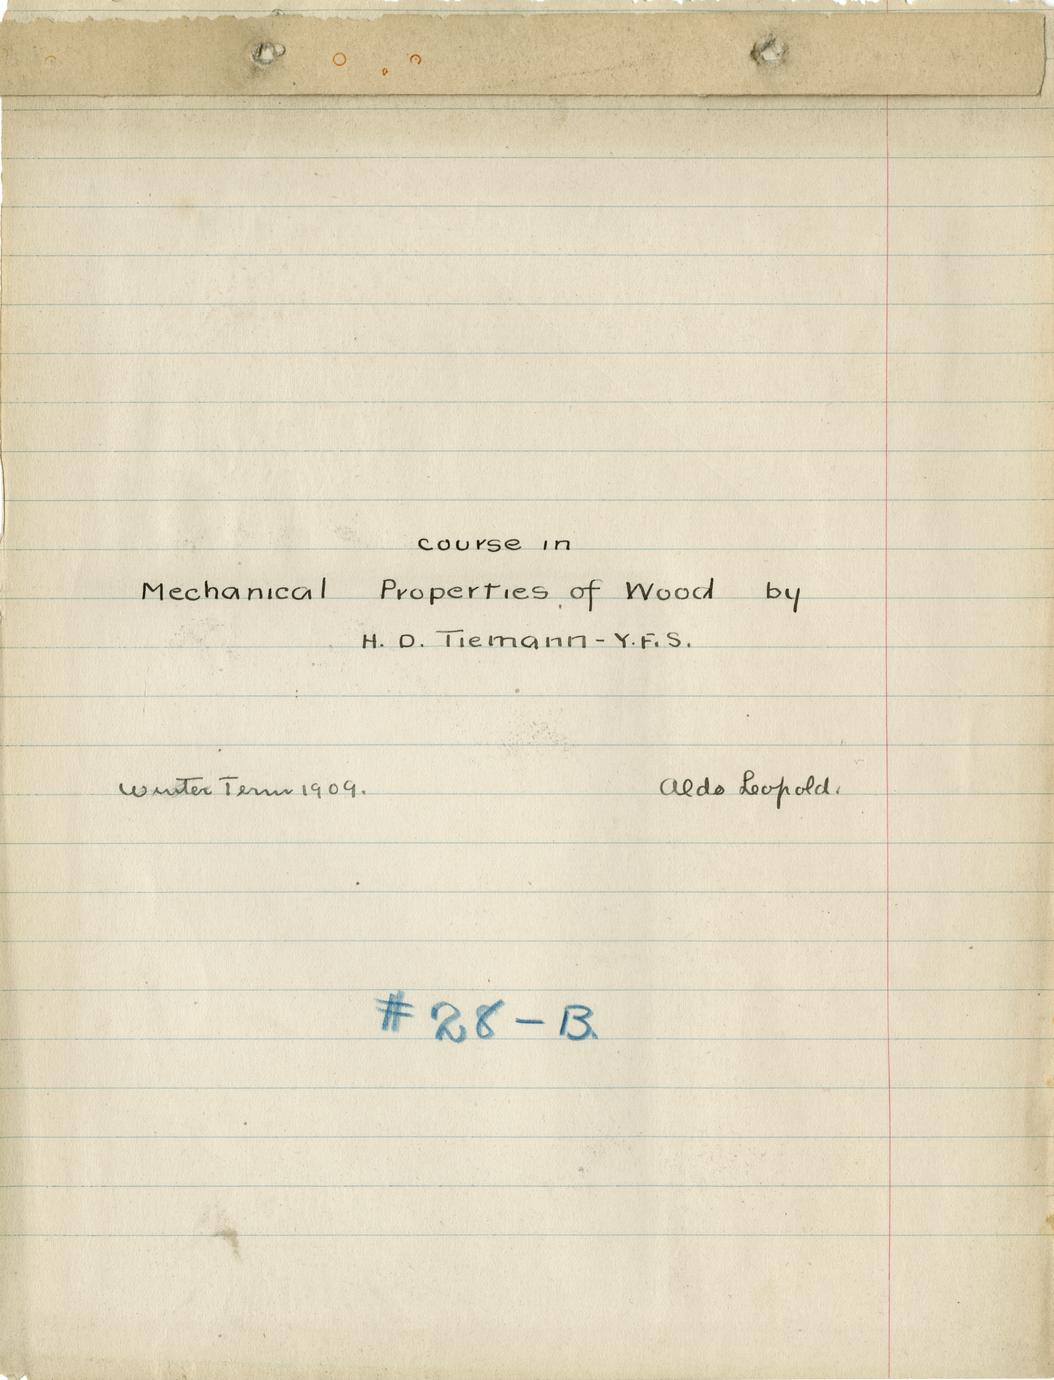 course in
Mechanical Properties of Wood by
H. D. Tiemann - Y.F.S.
Winter Term 1909. Aldo Leopold.
#28-B.